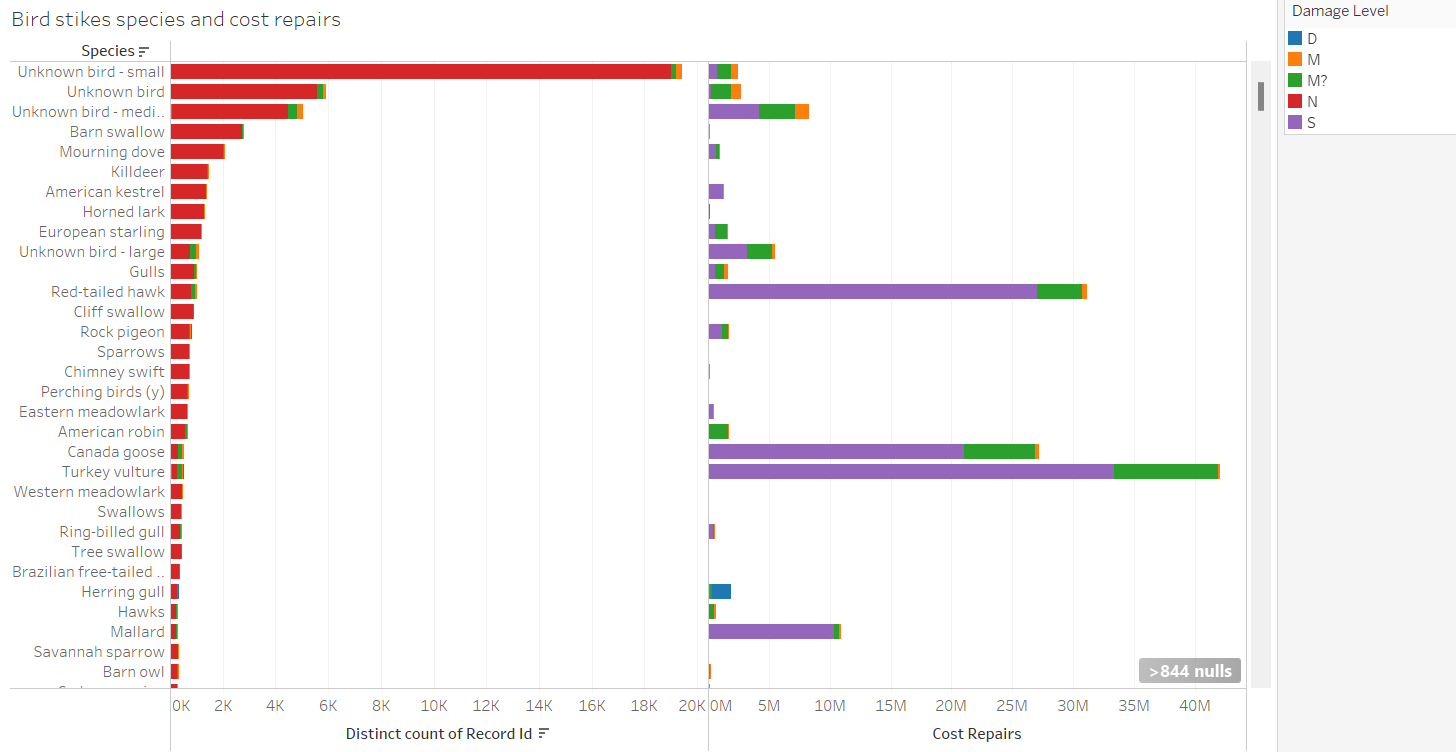 Bird stikes species and cost repairs
Damage Level
D
M
M?
N
S
Species
Unknown bird - small
Unknown bird
Unknown bird - medi..
Barn swallow
Mourning dove
Killdeer
American kestrel
Horned lark
European starling
Unknown bird - large
Gulls
Red-tailed hawk
Cliff swallow
Rock pigeon
Sparrows
Chimney swift
Perching birds (y)
Eastern meadowlark
American robin
Canada goose
Turkey vulture
Western meadowlark
Swallows
Ring-billed gull
Tree swallow
Brazilian free-tailed ..
Herring gull
Hawks
Mallard
Savannah sparrow
Barn owl
>844 nulls
0K 2K 4K 6K 8K 10K 12K 14K 16K 18K 20K 0M 5M 10M 15M 20M 25M 30M 35M 40M
Distinct count of Record Id
Cost Repairs